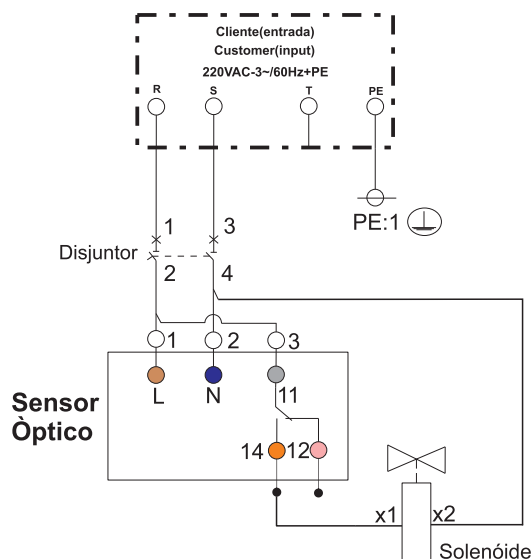 Cliente(entrada)
Customer(input)
220VAC-3~/60Hz+PE
R S T PE
1 3
PE:1
Disjuntor
2 4
1 2 3
L N 11
Sensor
Òptico
14 12
x1 x2
Solenóide